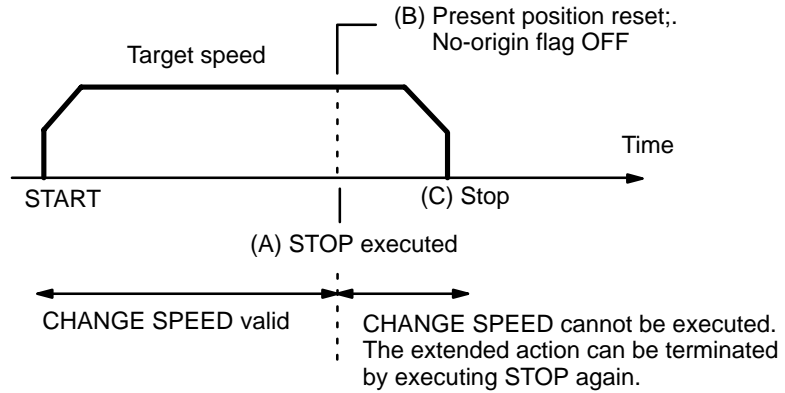 (B) Present position reset;.
No-origin flag OFF
Target speed
Time
START
(C) Stop
(A) STOP executed
CHANGE SPEED valid
CHANGE SPEED cannot be executed.
The extended action can be terminated
by executing STOP again.